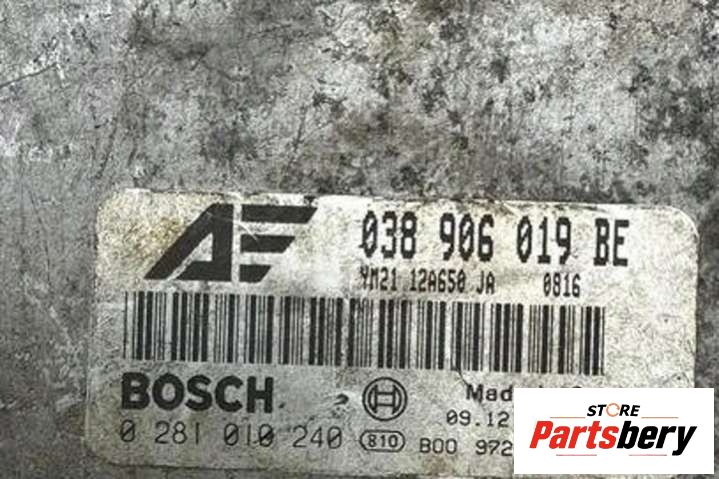 AE 038 906 019 BE
YM21 12A650 JA 0816
BOSCH
09.12
0 281 010 240 810 B00 972
STORE
Partsbery